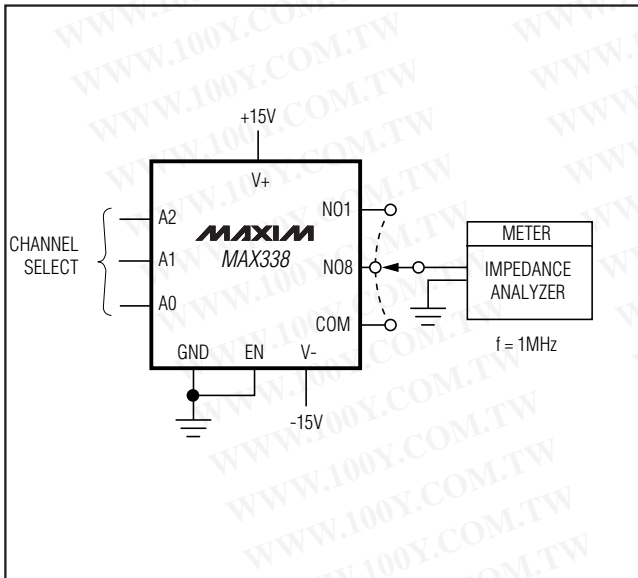 WWW.100Y.COM.TW
+15V
V+
A2
A1
A0
CHANNEL
SELECT
MAXIM
MAX338
NO1
NO8
COM
GND
EN
V-
-15V
METER
IMPEDANCE
ANALYZER
f = 1MHz